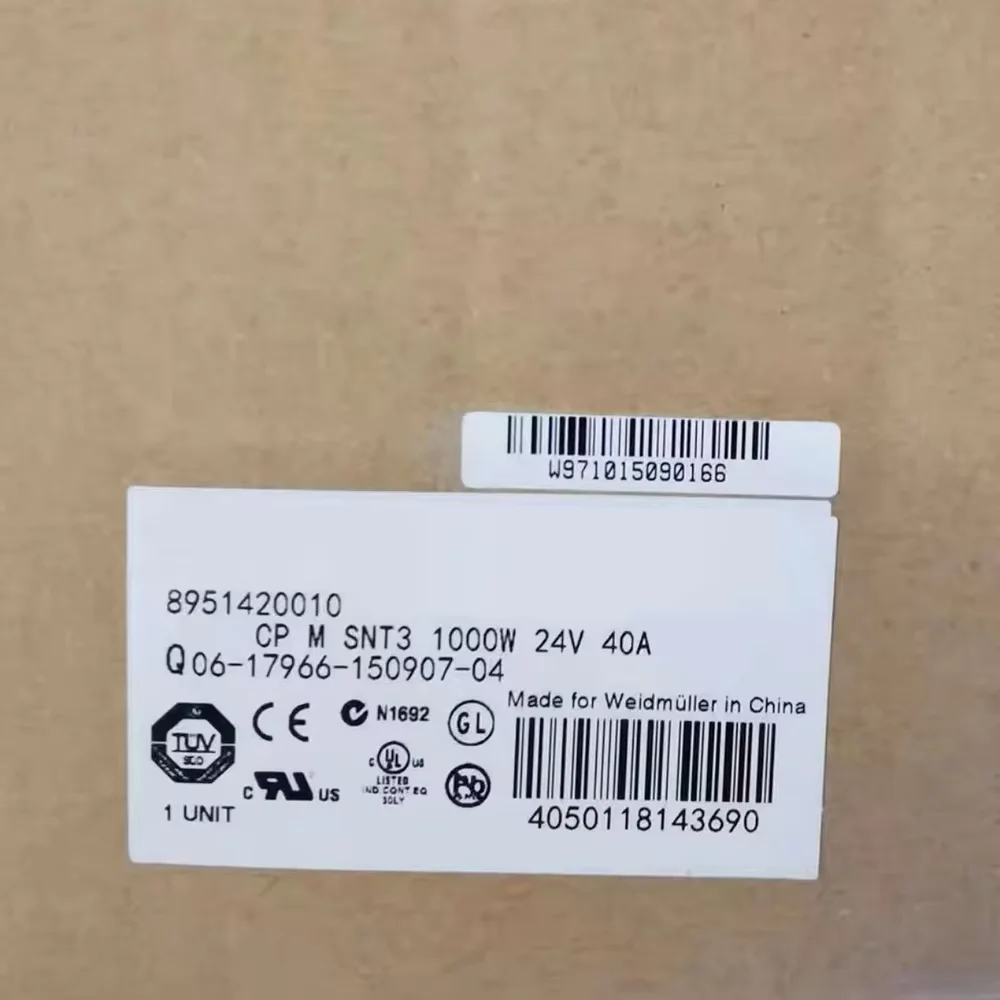 W971015090166
8951420010
CP M SNT3 1000W 24V 40A
Q06-17966-150907-04
Made for Weidmüller in China
TÜV
CE
N1692
GL
C UL US
LISTED
IND CONT EQ
C US
1 UNIT
4050118143690